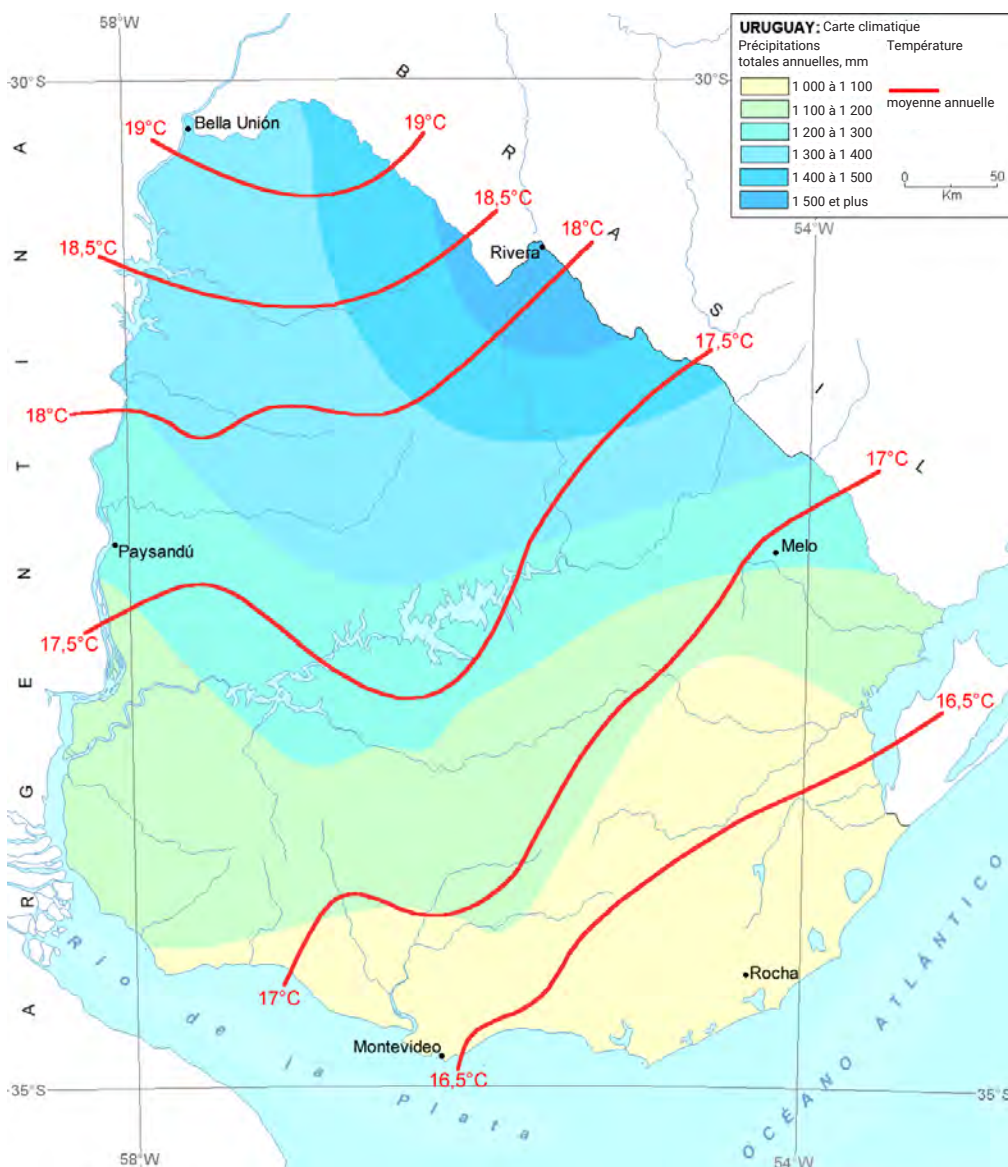 58°W
URUGUAY: Carte climatique
Précipitations
totales annuelles, mm
Température
1 000 à 1 100
1 100 à 1 200
1 200 à 1 300
1 300 à 1 400
1 400 à 1 500
1 500 et plus
moyenne annuelle
0 50
Km
54°W
-30°S
30°S
BRASIL
ARGENTINA
Bella Unión
19°C
19°C
18,5°C
18,5°C
Rivera
18°C
18°C
17,5°C
17°C
Paysandú
Melo
17,5°C
16,5°C
17°C
Rocha
Montevideo
16,5°C
Río de la Plata
OCÉANO ATLÁNTICO
-35°S
-35°S
58°W
54°W